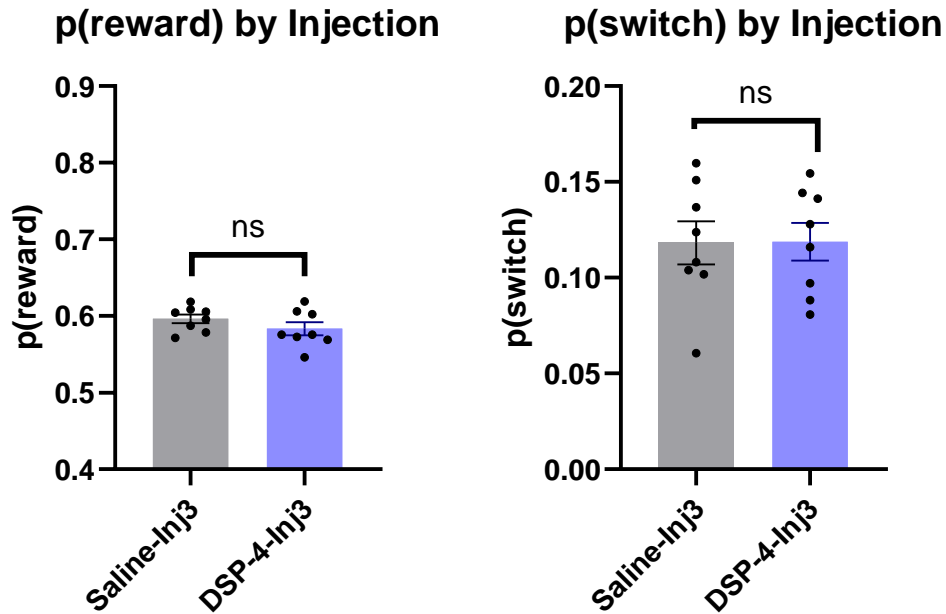 p(reward) by Injection
0.9
0.8
0.7
0.6
0.5
0.4
p(reward)
ns
Saline-Inj3
DSP-4-Inj3
p(switch) by Injection
0.20
0.15
0.10
0.05
0.00
p(switch)
ns
Saline-Inj3
DSP-4-Inj3